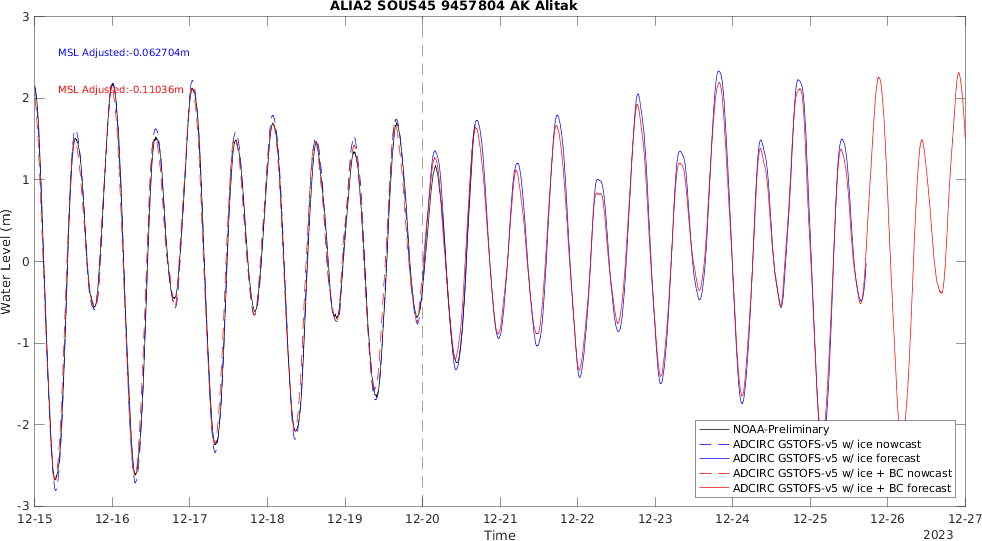 ALIA2 SOUS45 9457804 AK Alitak
MSL Adjusted:-0.062704m
MSL Adjusted:-0.11036m
Water Level (m)
3
2
1
0
-1
-2
-3
NOAA-Preliminary
ADCIRC GSTOFS-v5 w/ ice nowcast
ADCIRC GSTOFS-v5 w/ ice forecast
ADCIRC GSTOFS-v5 w/ ice + BC nowcast
ADCIRC GSTOFS-v5 w/ ice + BC forecast
12-15 12-16 12-17 12-18 12-19 12-20 12-21 12-22 12-23 12-24 12-25 12-26 12-27
Time
2023